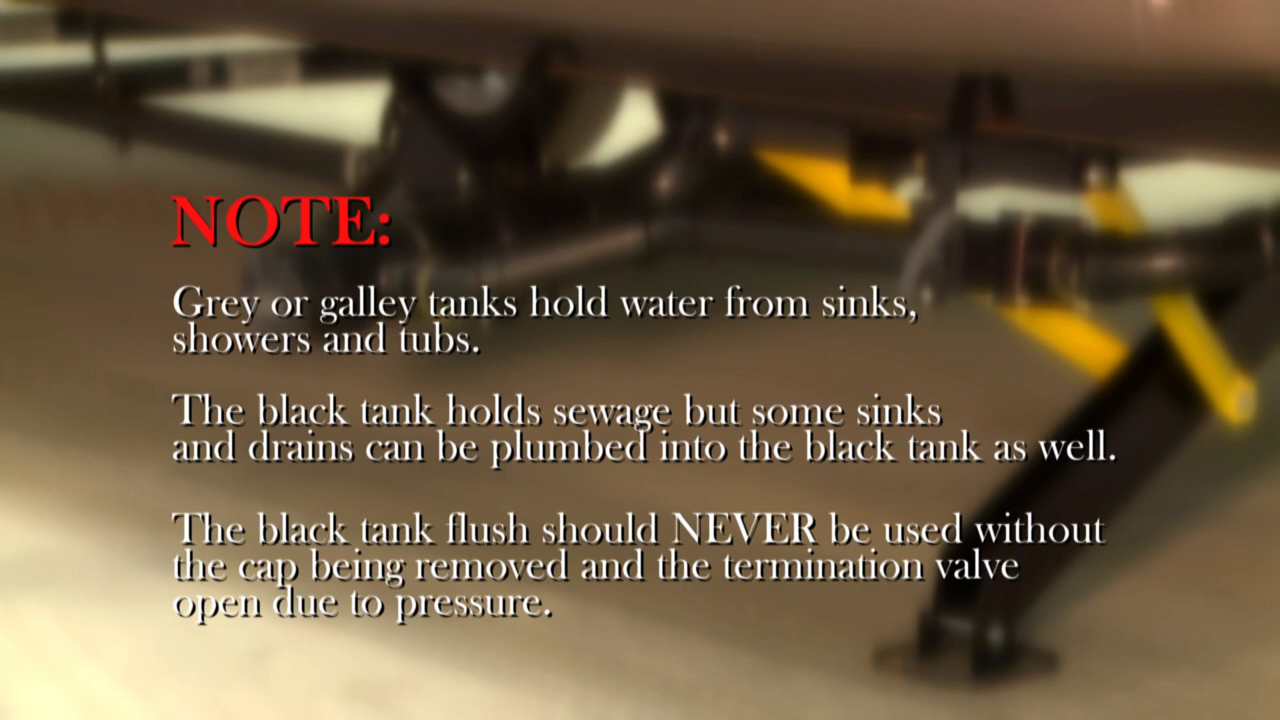 NOTE:
Grey or galley tanks hold water from sinks,
showers and tubs.
The black tank holds sewage but some sinks
and drains can be plumbed into the black tank as well.
The black tank flush should NEVER be used without
the cap being removed and the termination valve
open due to pressure.